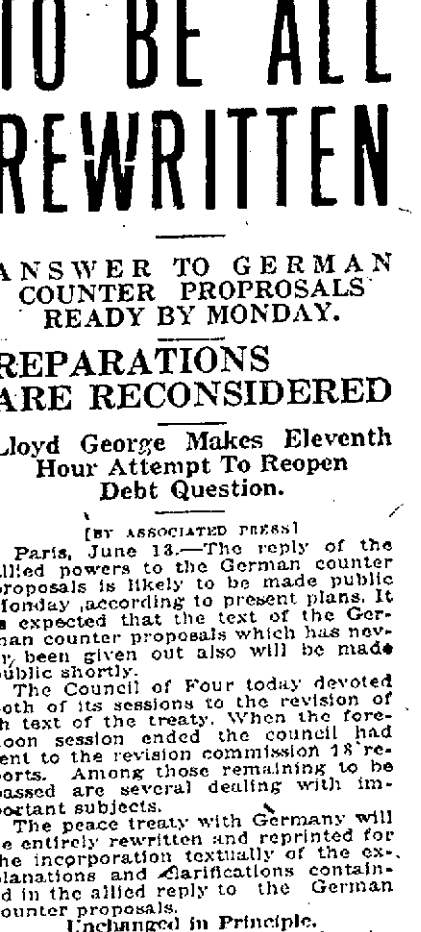 TO BE ALL
REWRITTEN
ANSWER TO GERMAN
COUNTER PROPROSALS
READY BY MONDAY.
REPARATIONS
ARE RECONSIDERED
Lloyd George Makes Eleventh
Hour Attempt To Reopen
Debt Question.
[BY ASSOCIATED PRESS]
Paris, June 13.—The reply of the
allied powers to the German counter
proposals is likely to be made public
Monday ,according to present plans. It
is expected that the text of the Ger-
man counter proposals which has nev-
er been given out also will be made
public shortly.
The Council of Four today devoted
both of its sessions to the revision of
th text of the treaty. When the fore-
noon session ended the council had
sent to the revision commission 18 re-
ports. Among those remaining to be
passed are several dealing with im-
portant subjects.
The peace treaty with Germany will
be entirely rewritten and reprinted for
the incorporation textually of the ex-
planations and clarifications contain-
ed in the allied reply to the German
counter proposals.
Unchanged in Principle.